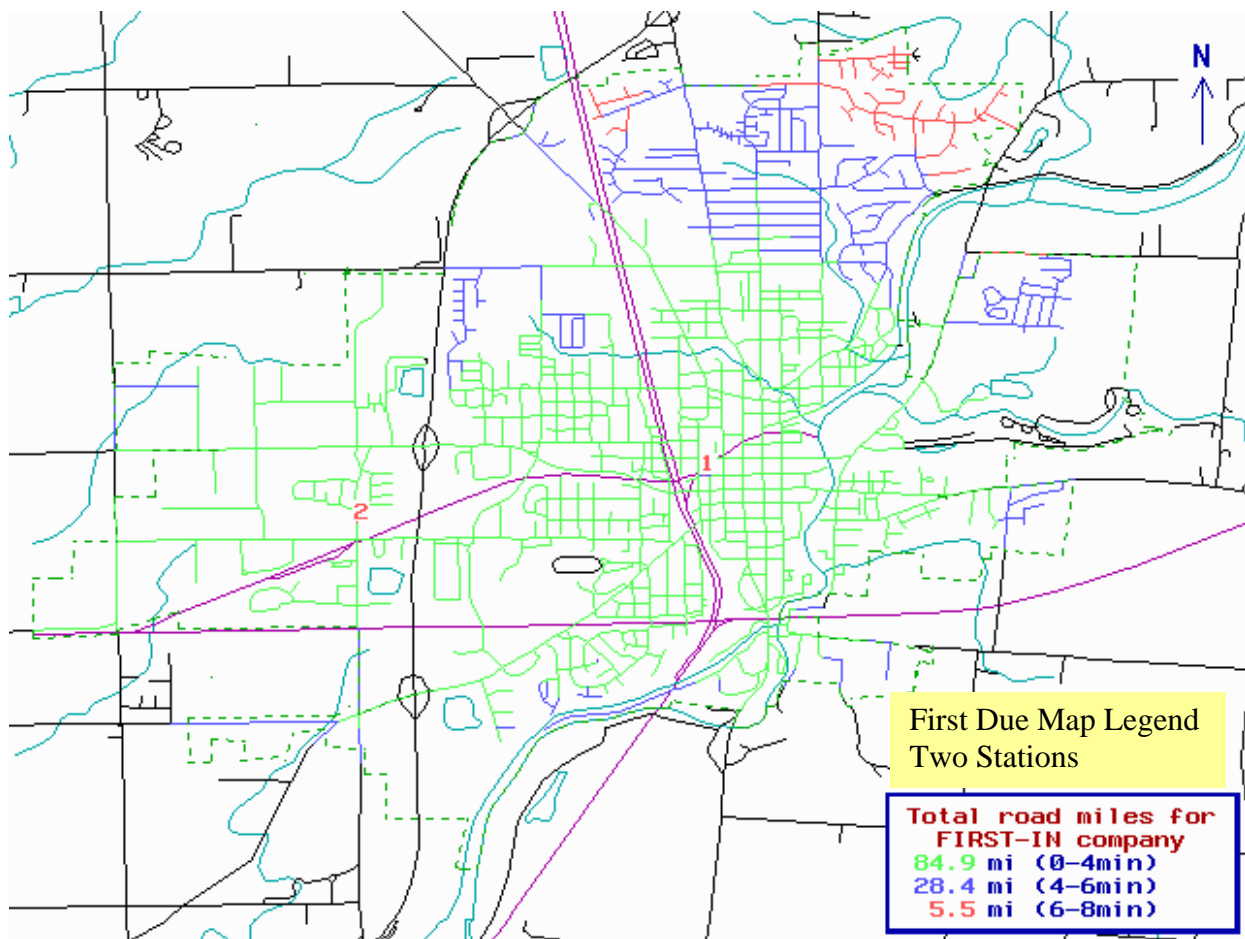 N
1
2
First Due Map Legend
Two Stations
Total road miles for
FIRST-IN company
84.9 mi (0-4min)
28.4 mi (4-6min)
5.5 mi (6-8min)